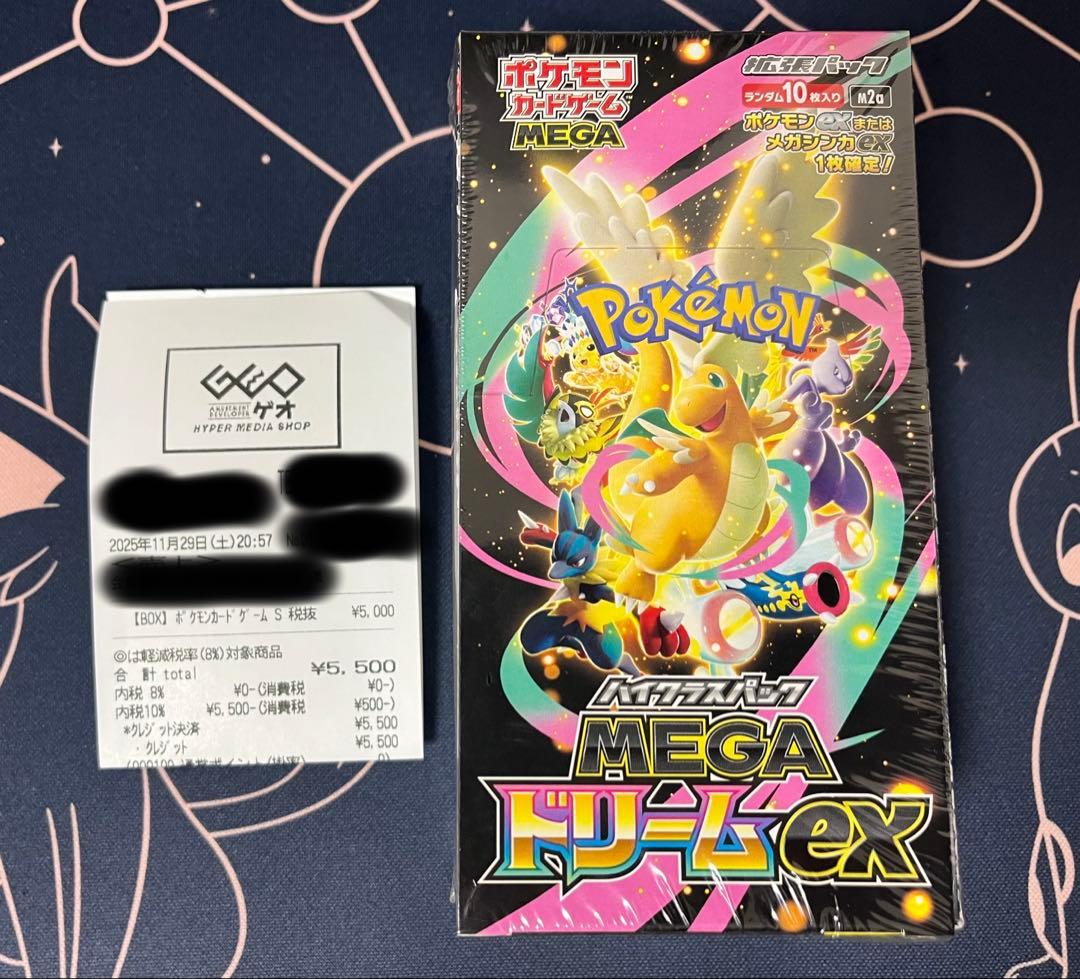 GEO
AMUSEMENT
DEVELOPER ゲオ
HYPER MEDIA SHOP
2025年11月29日(土)20:57
【BOX】ポケモンカードゲーム S 税抜 ¥5,000
◎は軽減税率(8%)対象商品
合 計 total ¥5,500
内税 8% ¥0-(消費税 ¥0-)
内税10% ¥5,500-(消費税 ¥500-)
*クレジット決済 ¥5,500
・クレジット ¥5,500
ポケモン
カードゲーム
MEGA
拡張パック
ランダム10枚入り M2a
ポケモンexまたは
メガシンカex
1枚確定!
POKéMON
TM
ハイクラスパック
MEGA
ドリームex